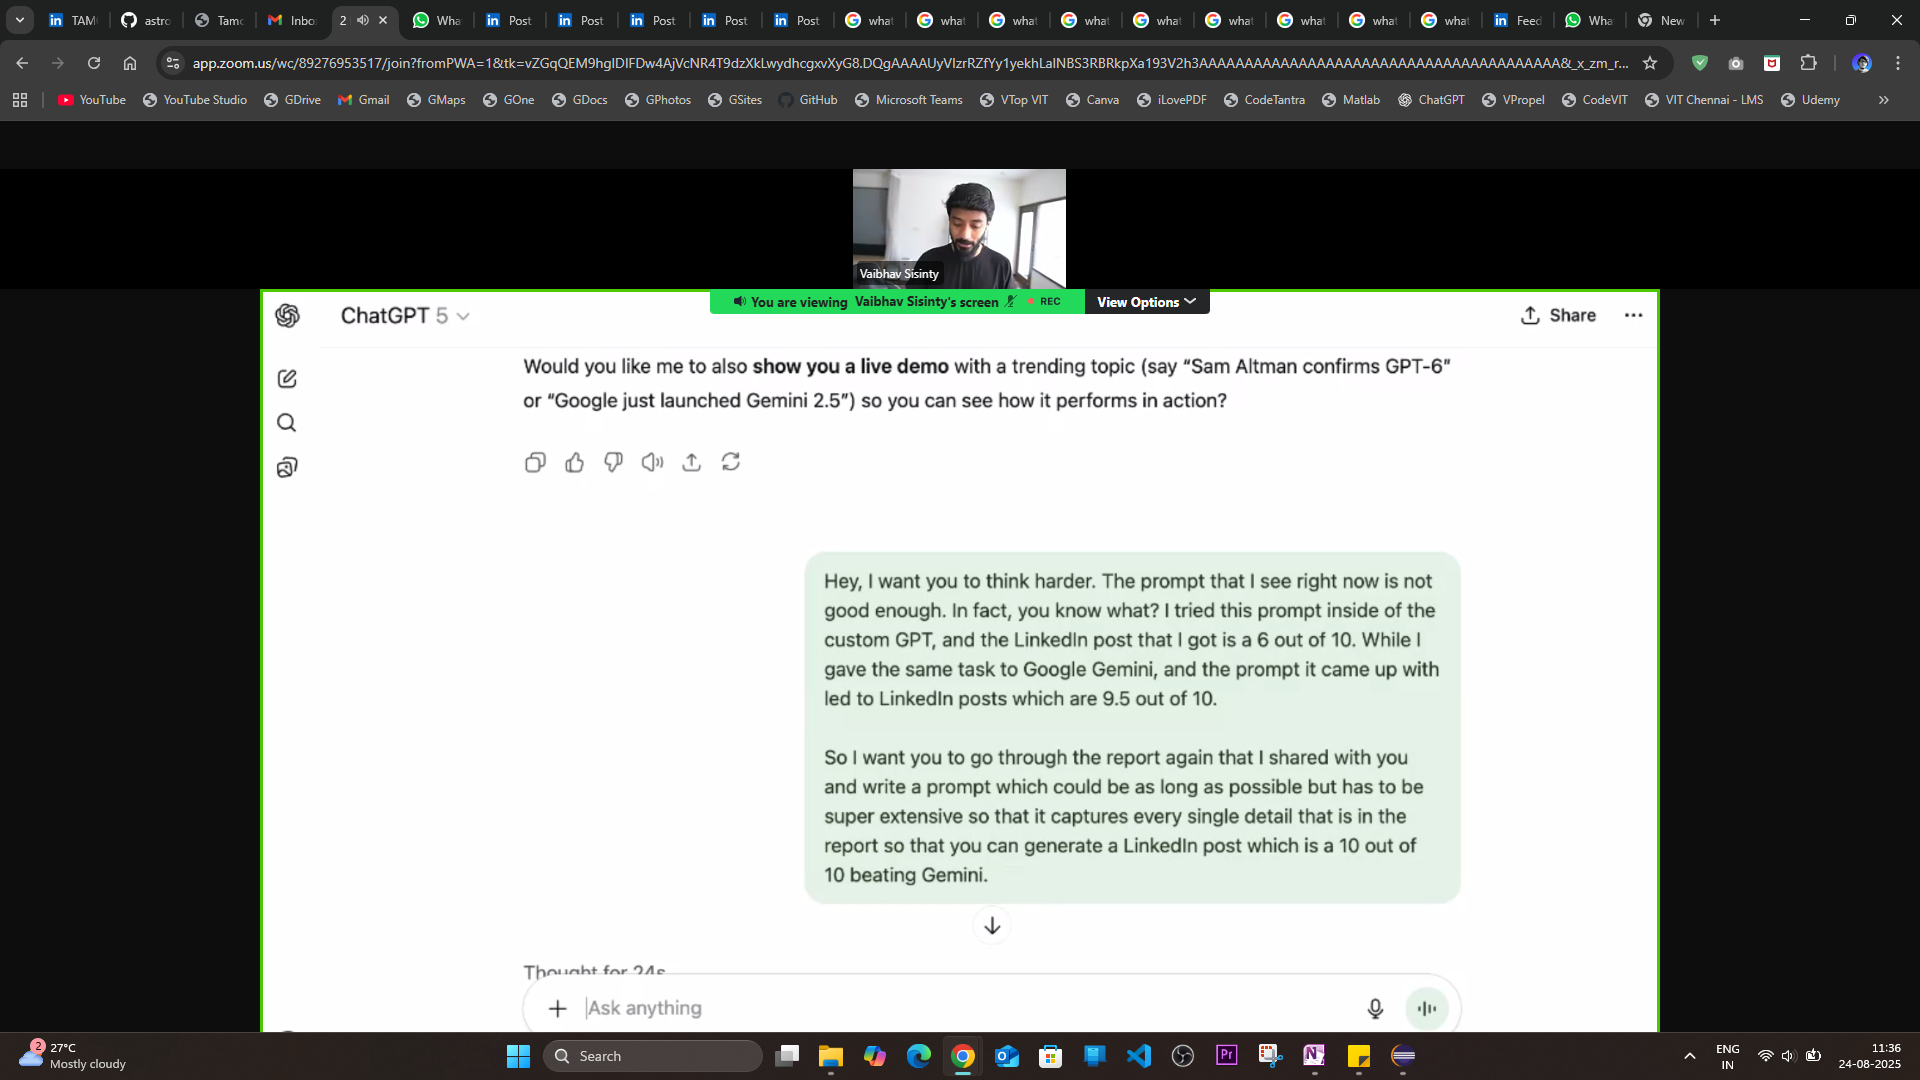 TAM
astro
Tamo
Inbo
2
Wha
Post
Post
Post
Post
Post
what
what
what
what
what
what
what
what
what
Feed
Wha
New
app.zoom.us/wc/89276953517/join?fromPWA=1&tk=
YouTube
YouTube Studio
GDrive
Gmail
GMaps
GOne
GDocs
GPhotos
GSites
GitHub
Microsoft Teams
VTop VIT
Canva
iLovePDF
CodeTantra
Matlab
ChatGPT
VPropel
CodeVIT
VIT Chennai - LMS
Udemy
Vaibhav Sisinty
You are viewing Vaibhav Sisinty's screen REC
View Options
ChatGPT 5
Share
Would you like me to also show you a live demo with a trending topic (say “Sam Altman confirms GPT-6”
or “Google just launched Gemini 2.5”) so you can see how it performs in action?
Hey, I want you to think harder. The prompt that I see right now is not
good enough. In fact, you know what? I tried this prompt inside of the
custom GPT, and the LinkedIn post that I got is a 6 out of 10. While I
gave the same task to Google Gemini, and the prompt it came up with
led to LinkedIn posts which are 9.5 out of 10.
So I want you to go through the report again that I shared with you
and write a prompt which could be as long as possible but has to be
super extensive so that it captures every single detail that is in the
report so that you can generate a LinkedIn post which is a 10 out of
10 beating Gemini.
Thought for 24s
Ask anything
2
27°C
Mostly cloudy
Search
Pr
N
ENG
IN
11:36
24-08-2025